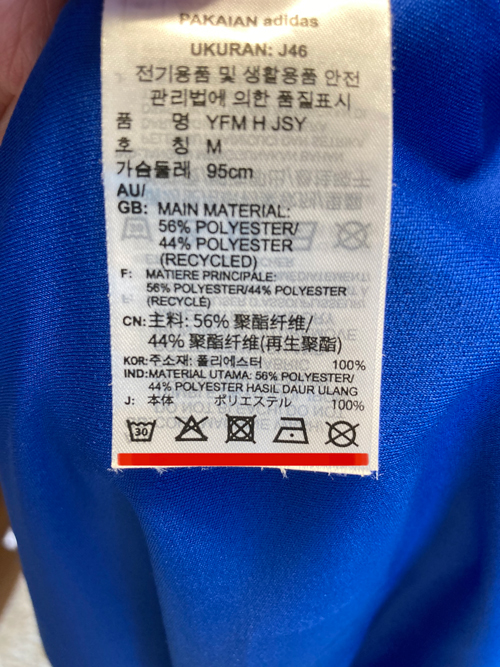 PAKAIAN adidas
UKURAN: J46
전기용품 및 생활용품 안전
관리법에 의한 품질표시
품 명 YFM H JSY
호 칭 M
가슴둘레 95cm
AU/
GB: MAIN MATERIAL:
56% POLYESTER/
44% POLYESTER
(RECYCLED)
F: MATIERE PRINCIPALE:
56% POLYESTER/44% POLYESTER
(RECYCLÉ)
CN: 主料: 56% 聚酯纤维/
44% 聚酯纤维(再生聚酯)
KOR: 주소재: 폴리에스터 100%
IND: MATERIAL UTAMA: 56% POLYESTER/
44% POLYESTER HASIL DAUR ULANG
J: 本体 ポリエステル 100%
30